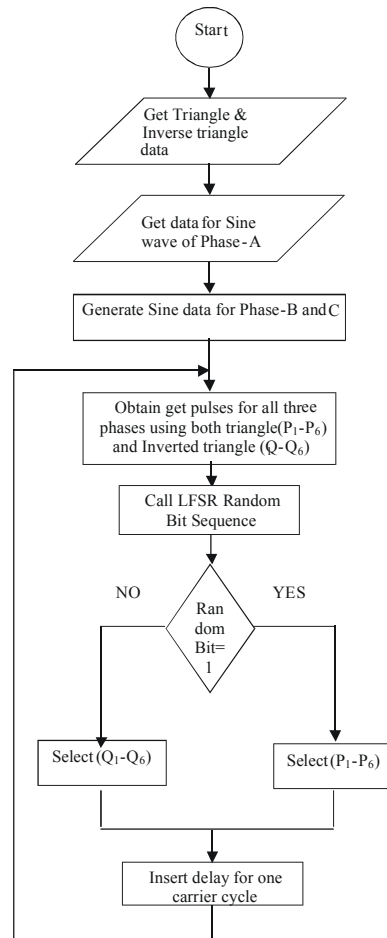 Start
Get Triangle &
Inverse triangle
data
Get data for Sine
wave of Phase-A
Generate Sine data for Phase-B and C
Obtain get pulses for all three
phases using both triangle(P₁-P₆)
and Inverted triangle (Q-Q₆)
Call LFSR Random
Bit Sequence
NO
YES
Ran
dom
Bit=
1
Select(Q₁-Q₆)
Select(P₁-P₆)
Insert delay for one
carrier cycle